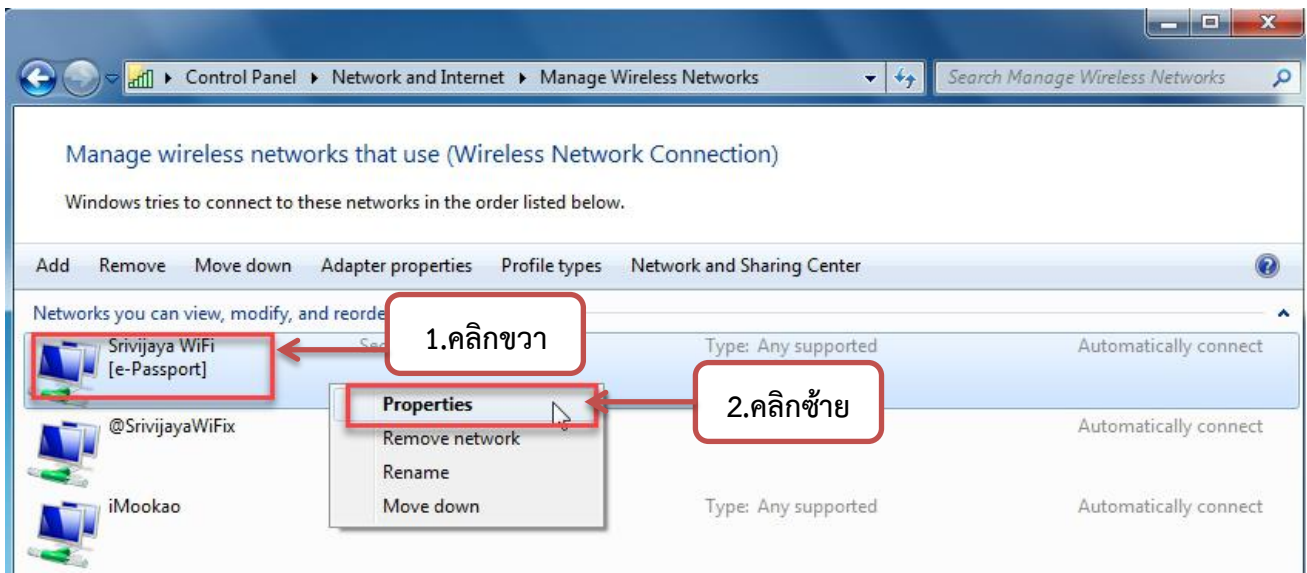 Control Panel Network and Internet Manage Wireless Networks Search Manage Wireless Networks
Manage wireless networks that use (Wireless Network Connection)
Windows tries to connect to these networks in the order listed below.
Add Remove Move down Adapter properties Profile types Network and Sharing Center
Networks you can view, modify, and
1.คลิกขวา
Srivijaya WiFi Type: Any supported Automatically connect
[e-Passport]
Properties
2.คลิกซ้าย
@SrivijayaWiFix Automatically connect
Remove network
Rename
iMookao Move down Type: Any supported Automatically connect